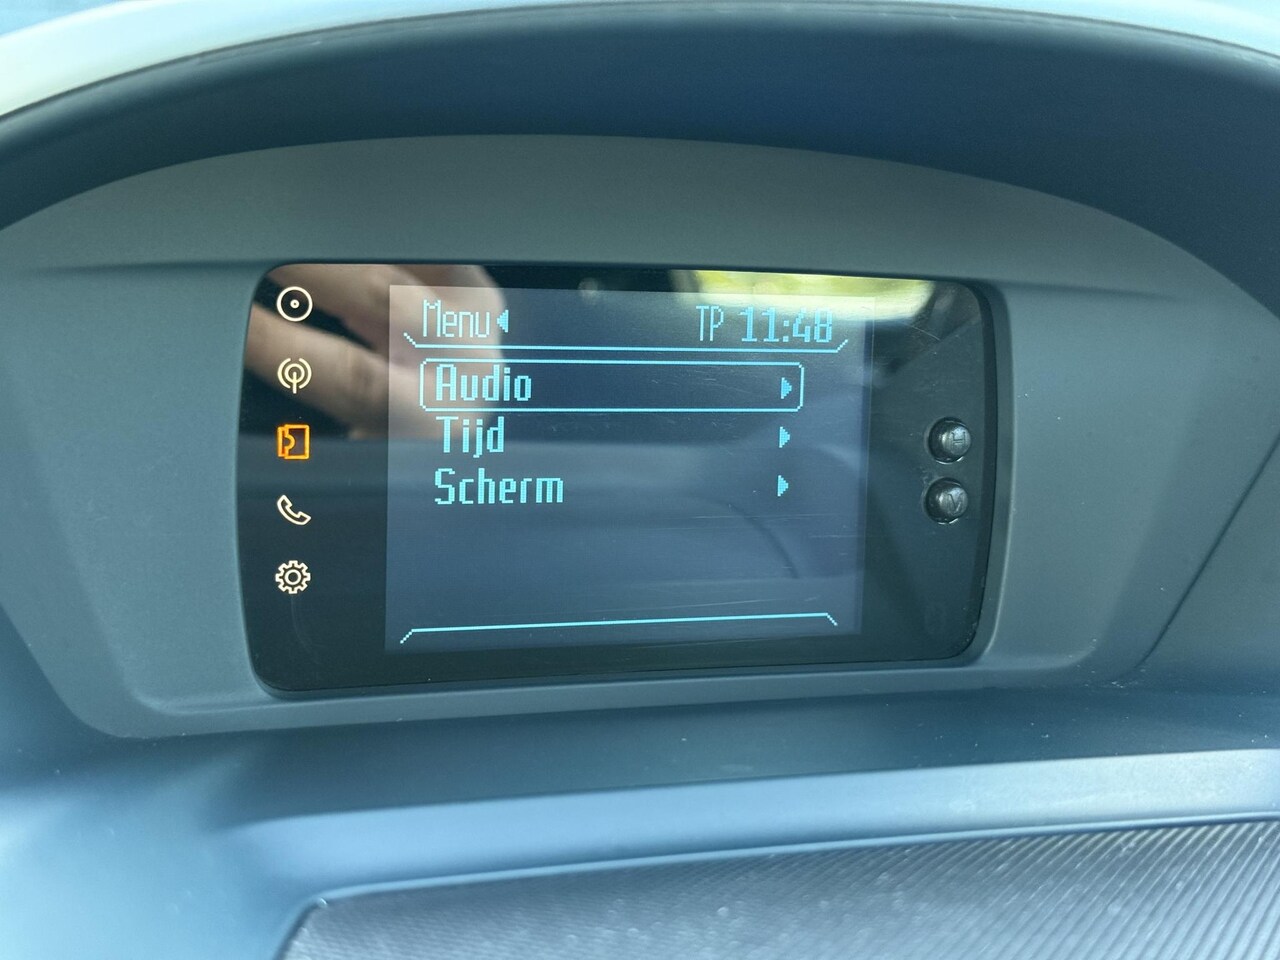 Menu
TP 11:48
Audio
Tijd
Scherm
H
M